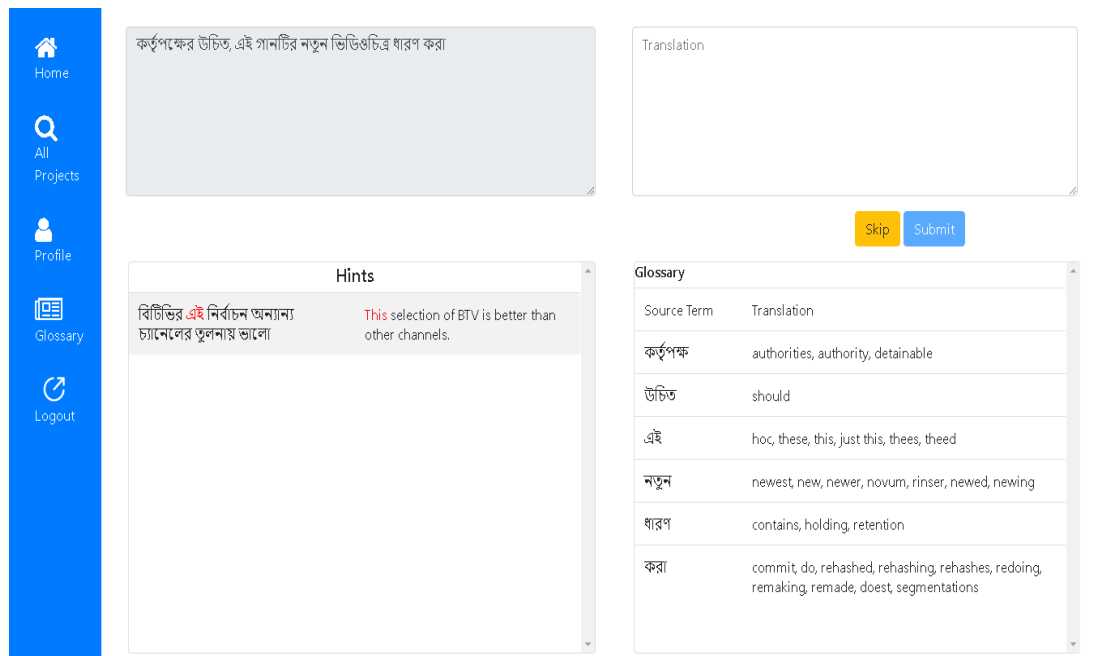 Home
All
Projects
Profile
Glossary
Logout
কর্তৃপক্ষের উচিত, এই গানটির নতুন ভিডিওচিত্র ধারণ করা
Translation
Skip Submit
Hints
বিটিভির এই নির্বাচন অন্যান্য
চ্যানেলের তুলনায় ভালো
This selection of BTV is better than
other channels.
Glossary
Source Term Translation
কর্তৃপক্ষ authorities, authority, detainable
উচিত should
এই hoc, these, this, just this, thees, theed
নতুন newest, new, newer, novum, rinser, newed, newing
ধারণ contains, holding, retention
করা commit, do, rehashed, rehashing, rehashes, redoing,
remaking, remade, doest, segmentations